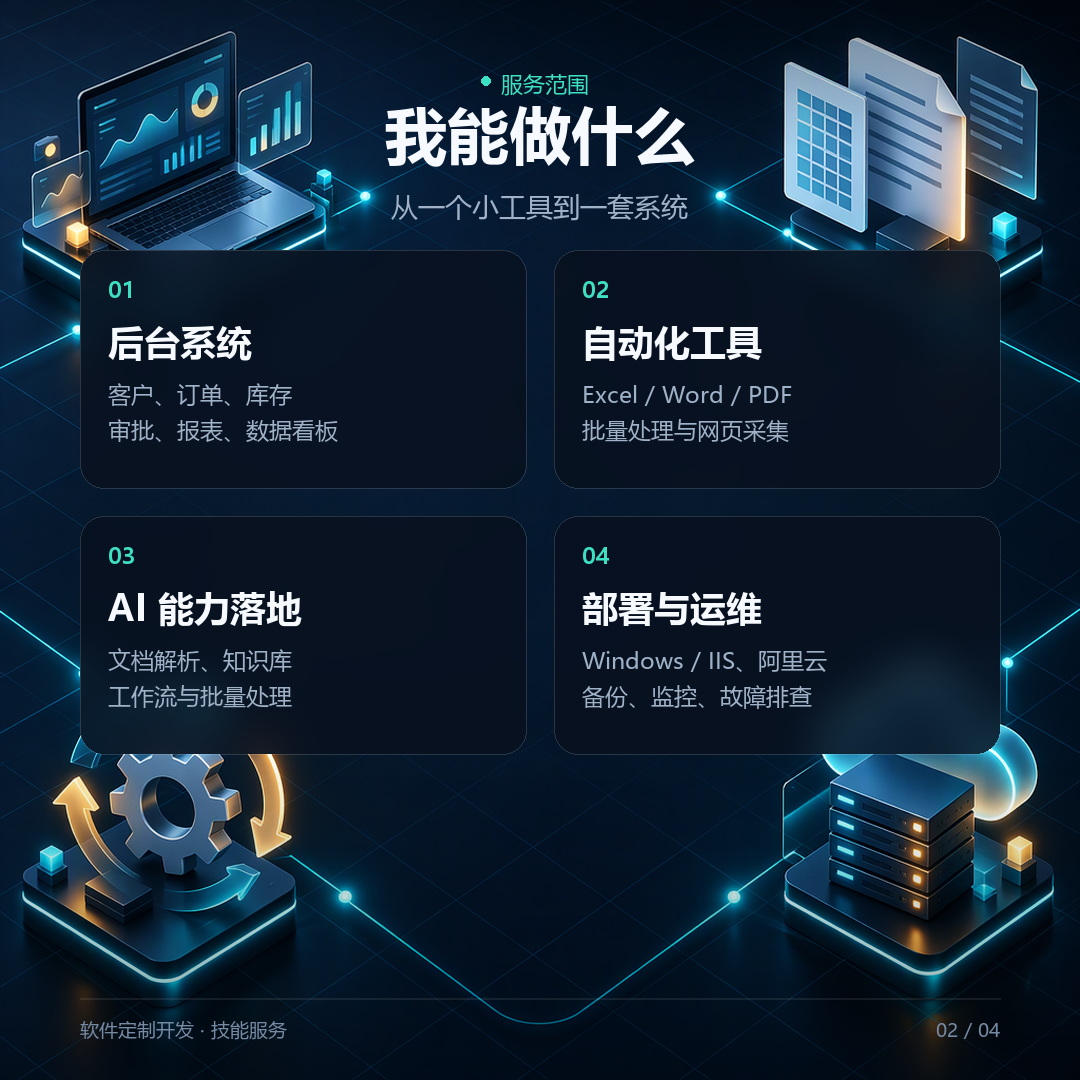 服务范围
我能做什么
从一个小工具到一套系统
01
后台系统
客户、订单、库存
审批、报表、数据看板
02
自动化工具
Excel / Word / PDF
批量处理与网页采集
03
AI 能力落地
文档解析、知识库
工作流与批量处理
04
部署与运维
Windows / IIS、阿里云
备份、监控、故障排查
软件定制开发 · 技能服务
02 / 04